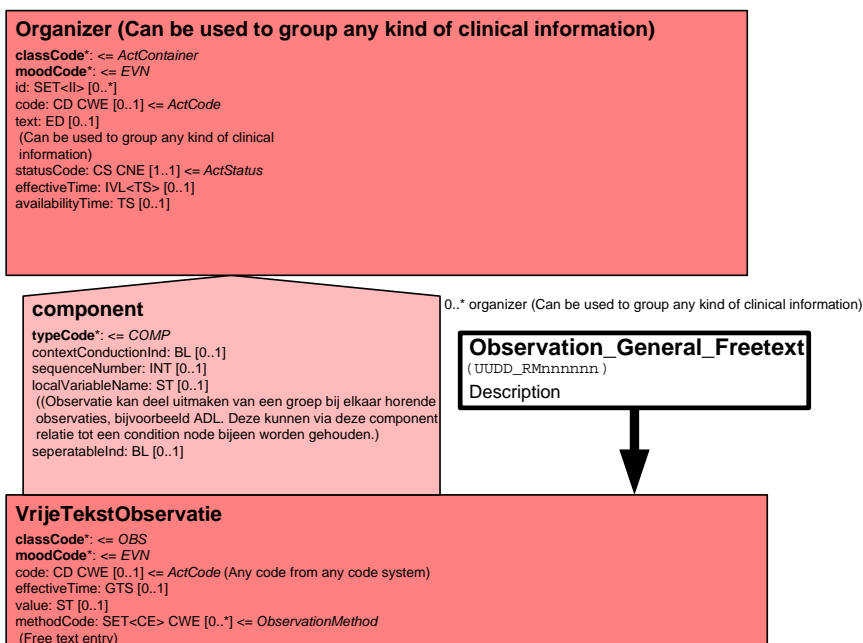 Organizer (Can be used to group any kind of clinical information)
classCode*: <= ActContainer
moodCode*: <= EVN
id: SET<II> [0..*]
code: CD CWE [0..1] <= ActCode
text: ED [0..1]
(Can be used to group any kind of clinical
information)
statusCode: CS CNE [1..1] <= ActStatus
effectiveTime: IVL<TS> [0..1]
availabilityTime: TS [0..1]
component
typeCode*: <= COMP
contextConductionInd: BL [0..1]
sequenceNumber: INT [0..1]
localVariableName: ST [0..1]
((Observatie kan deel uitmaken van een groep bij elkaar horende
observaties, bijvoorbeeld ADL. Deze kunnen via deze component
relatie tot een condition node bijeen worden gehouden.)
seperatableInd: BL [0..1]
0..* organizer (Can be used to group any kind of clinical information)
Observation_General_Freetext
(UUDD_RMnnnnnn)
Description
VrijeTekstObservatie
classCode*: <= OBS
moodCode*: <= EVN
code: CD CWE [0..1] <= ActCode (Any code from any code system)
effectiveTime: GTS [0..1]
value: ST [0..1]
methodCode: SET<CE> CWE [0..*] <= ObservationMethod
(Free text entry)